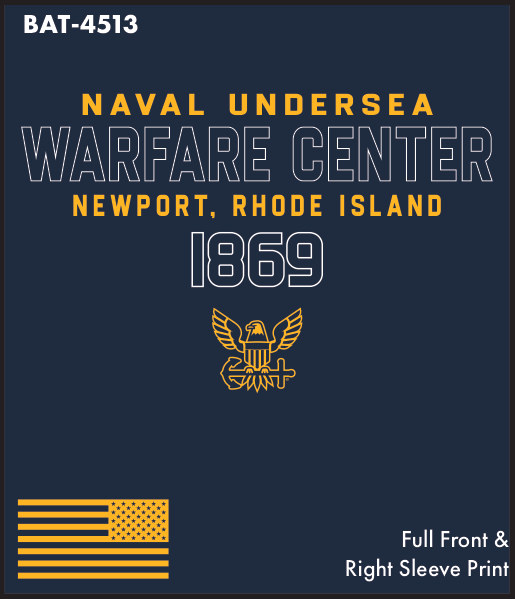 BAT-4513
NAVAL UNDERSEA
WARFARE CENTER
NEWPORT, RHODE ISLAND
1869
Full Front &
Right Sleeve Print